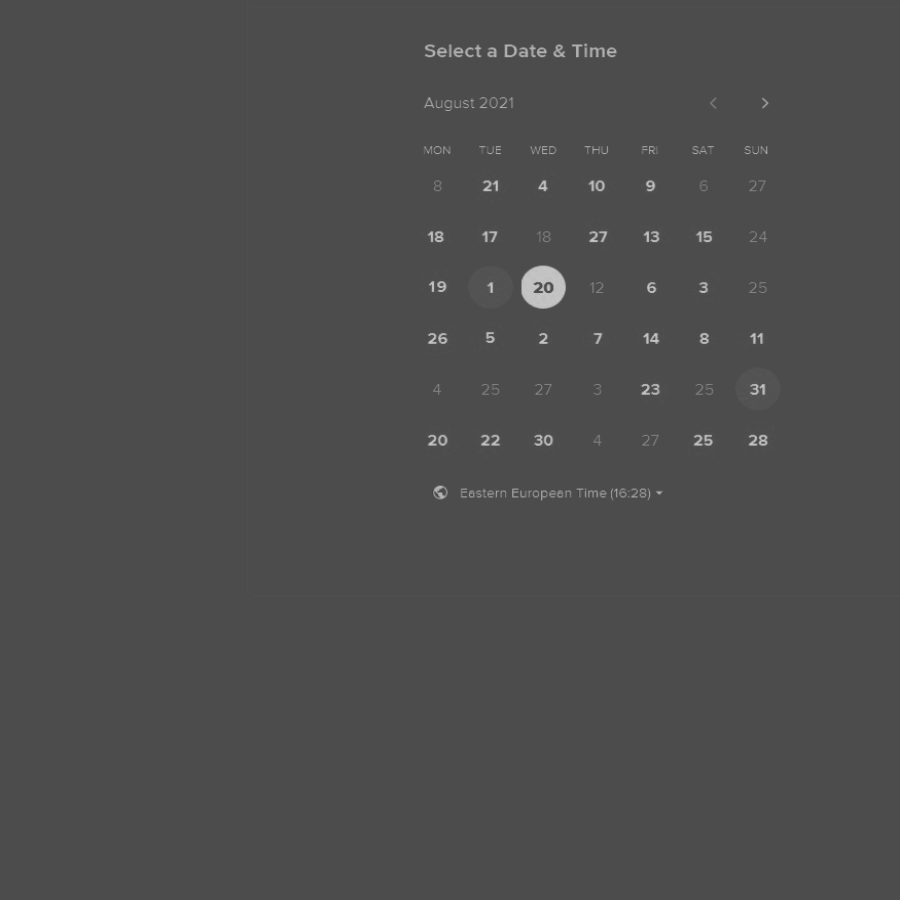 Select a Date & Time
August 2021
MON TUE WED THU FRI SAT SUN
8 21 4 10 9 6 27
18 17 18 27 13 15 24
19 1 20 12 6 3 25
26 5 2 7 14 8 11
4 25 27 3 23 25 31
20 22 30 4 27 25 28
Eastern European Time (16:28)